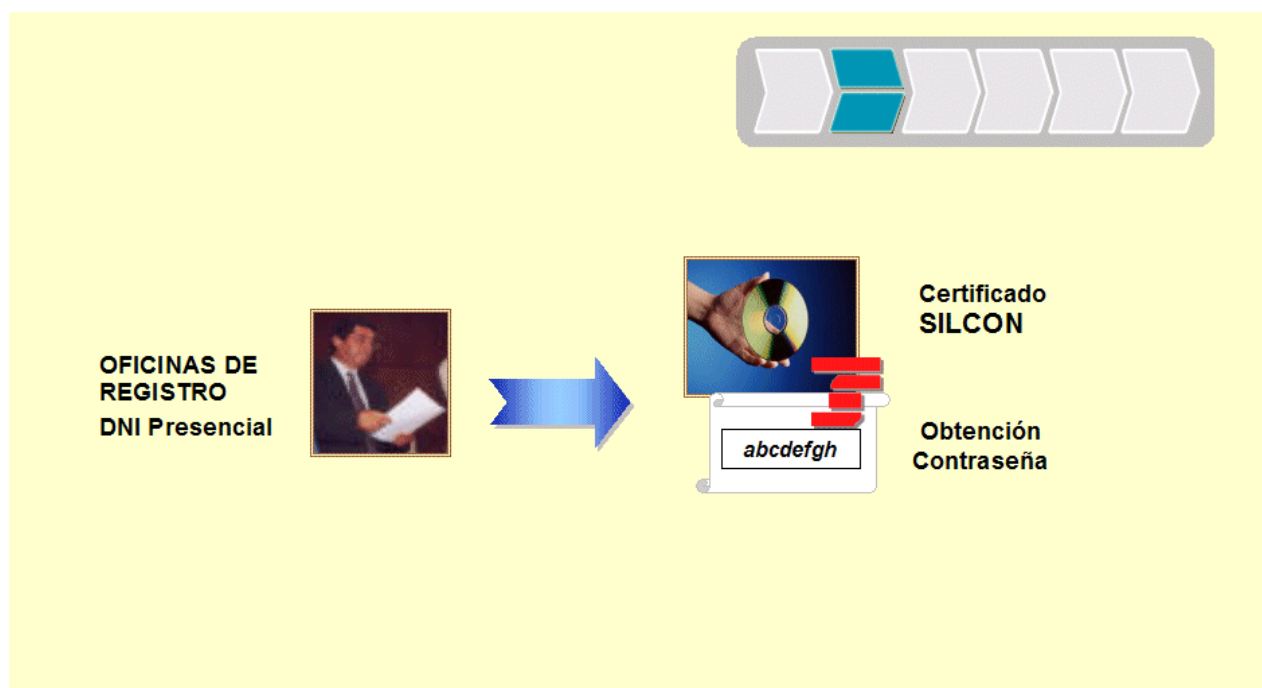 OFICINAS DE
REGISTRO
DNI Presencial
Certificado
SILCON
abcdefgh
Obtención
Contraseña